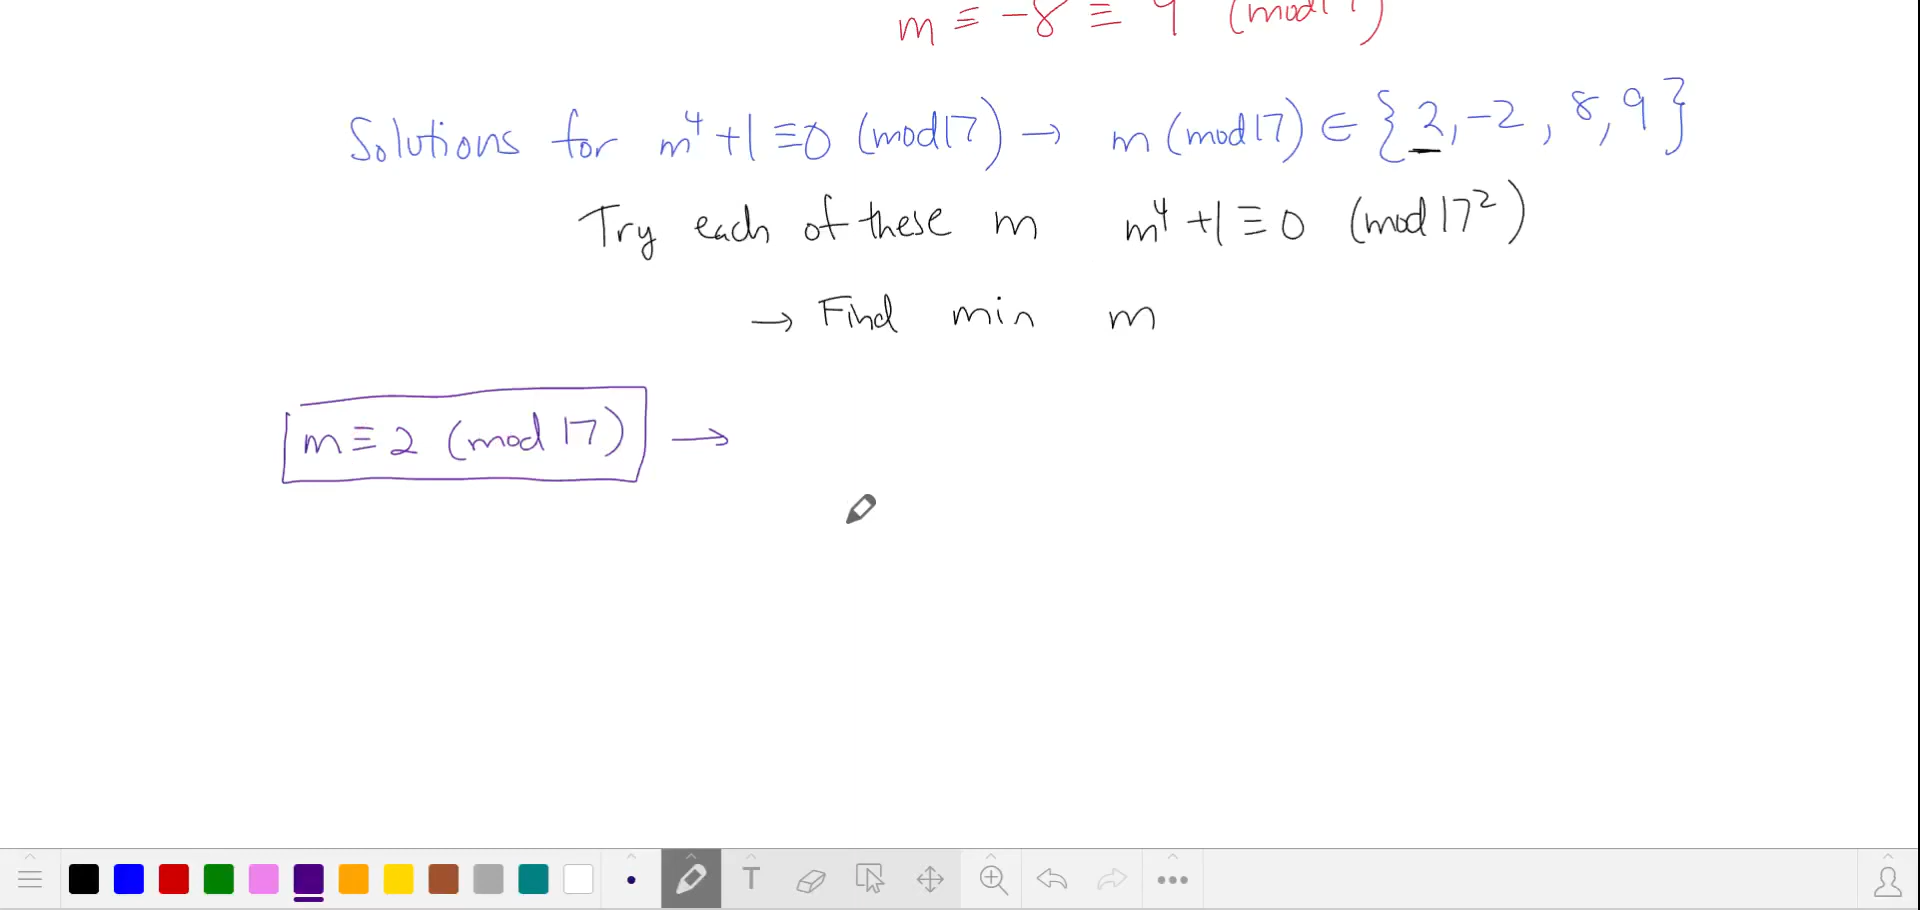 m ≡ -8 ≡ 9 (mod 17)
Solutions for m⁴+1≡0 (mod 17) → m (mod 17) ∈ {2, -2, 8, 9}
Try each of these m m⁴+1≡0 (mod 17²)
→ Find min m
m≡2 (mod 17) →
T